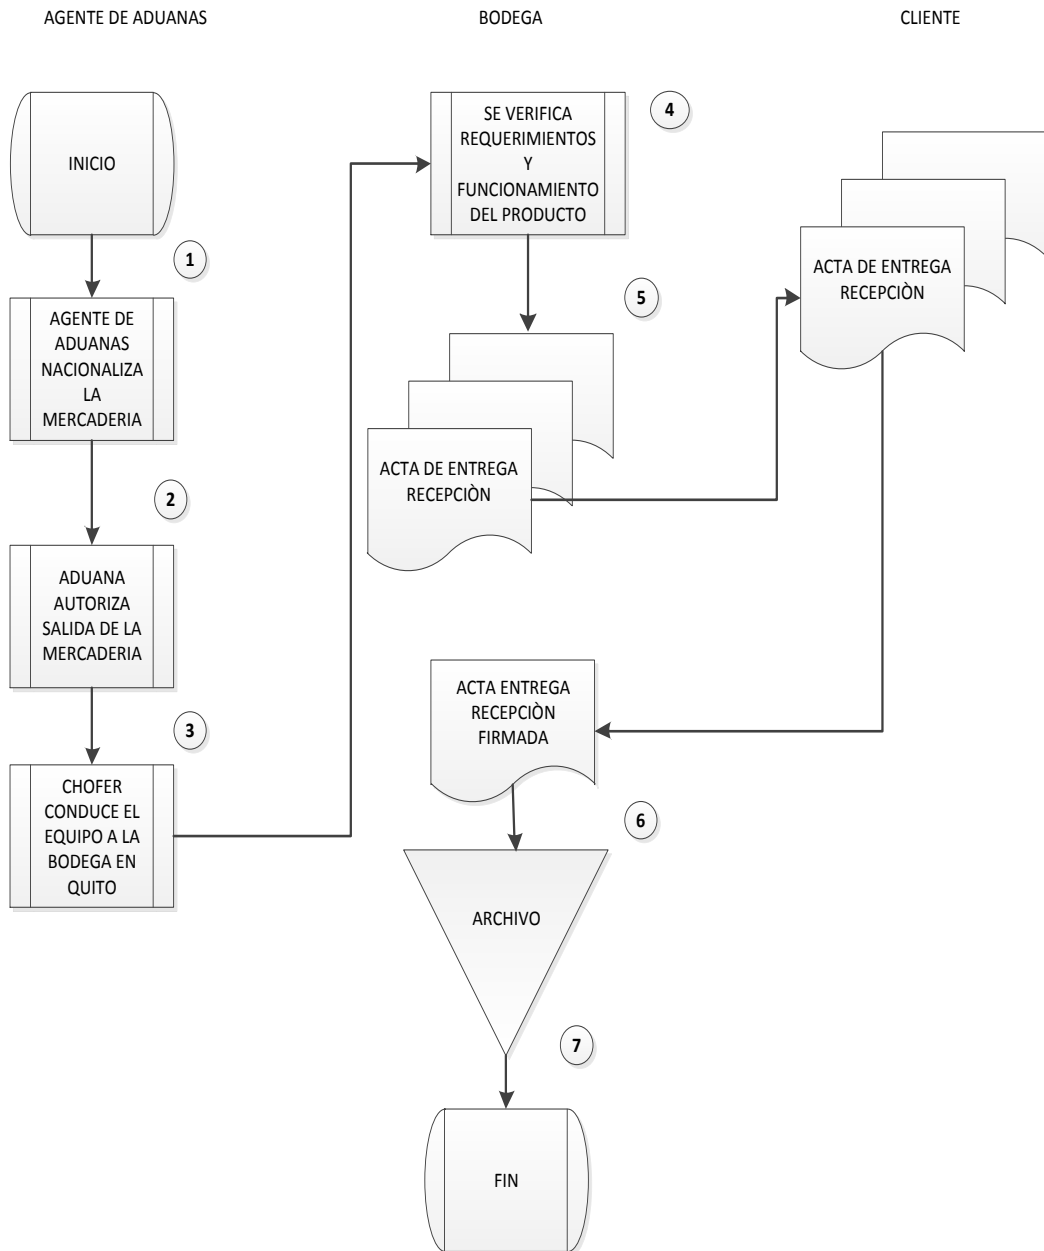 AGENTE DE ADUANAS
BODEGA
CLIENTE
INICIO
1
AGENTE DE
ADUANAS
NACIONALIZA
LA
MERCADERIA
2
ADUANA
AUTORIZA
SALIDA DE LA
MERCADERIA
3
CHOFER
CONDUCE EL
EQUIPO A LA
BODEGA EN
QUITO
SE VERIFICA
REQUERIMIENTOS
Y
FUNCIONAMIENTO
DEL PRODUCTO
4
5
ACTA DE ENTREGA
RECEPCIÒN
ACTA DE ENTREGA
RECEPCIÒN
ACTA ENTREGA
RECEPCIÒN
FIRMADA
6
ARCHIVO
7
FIN